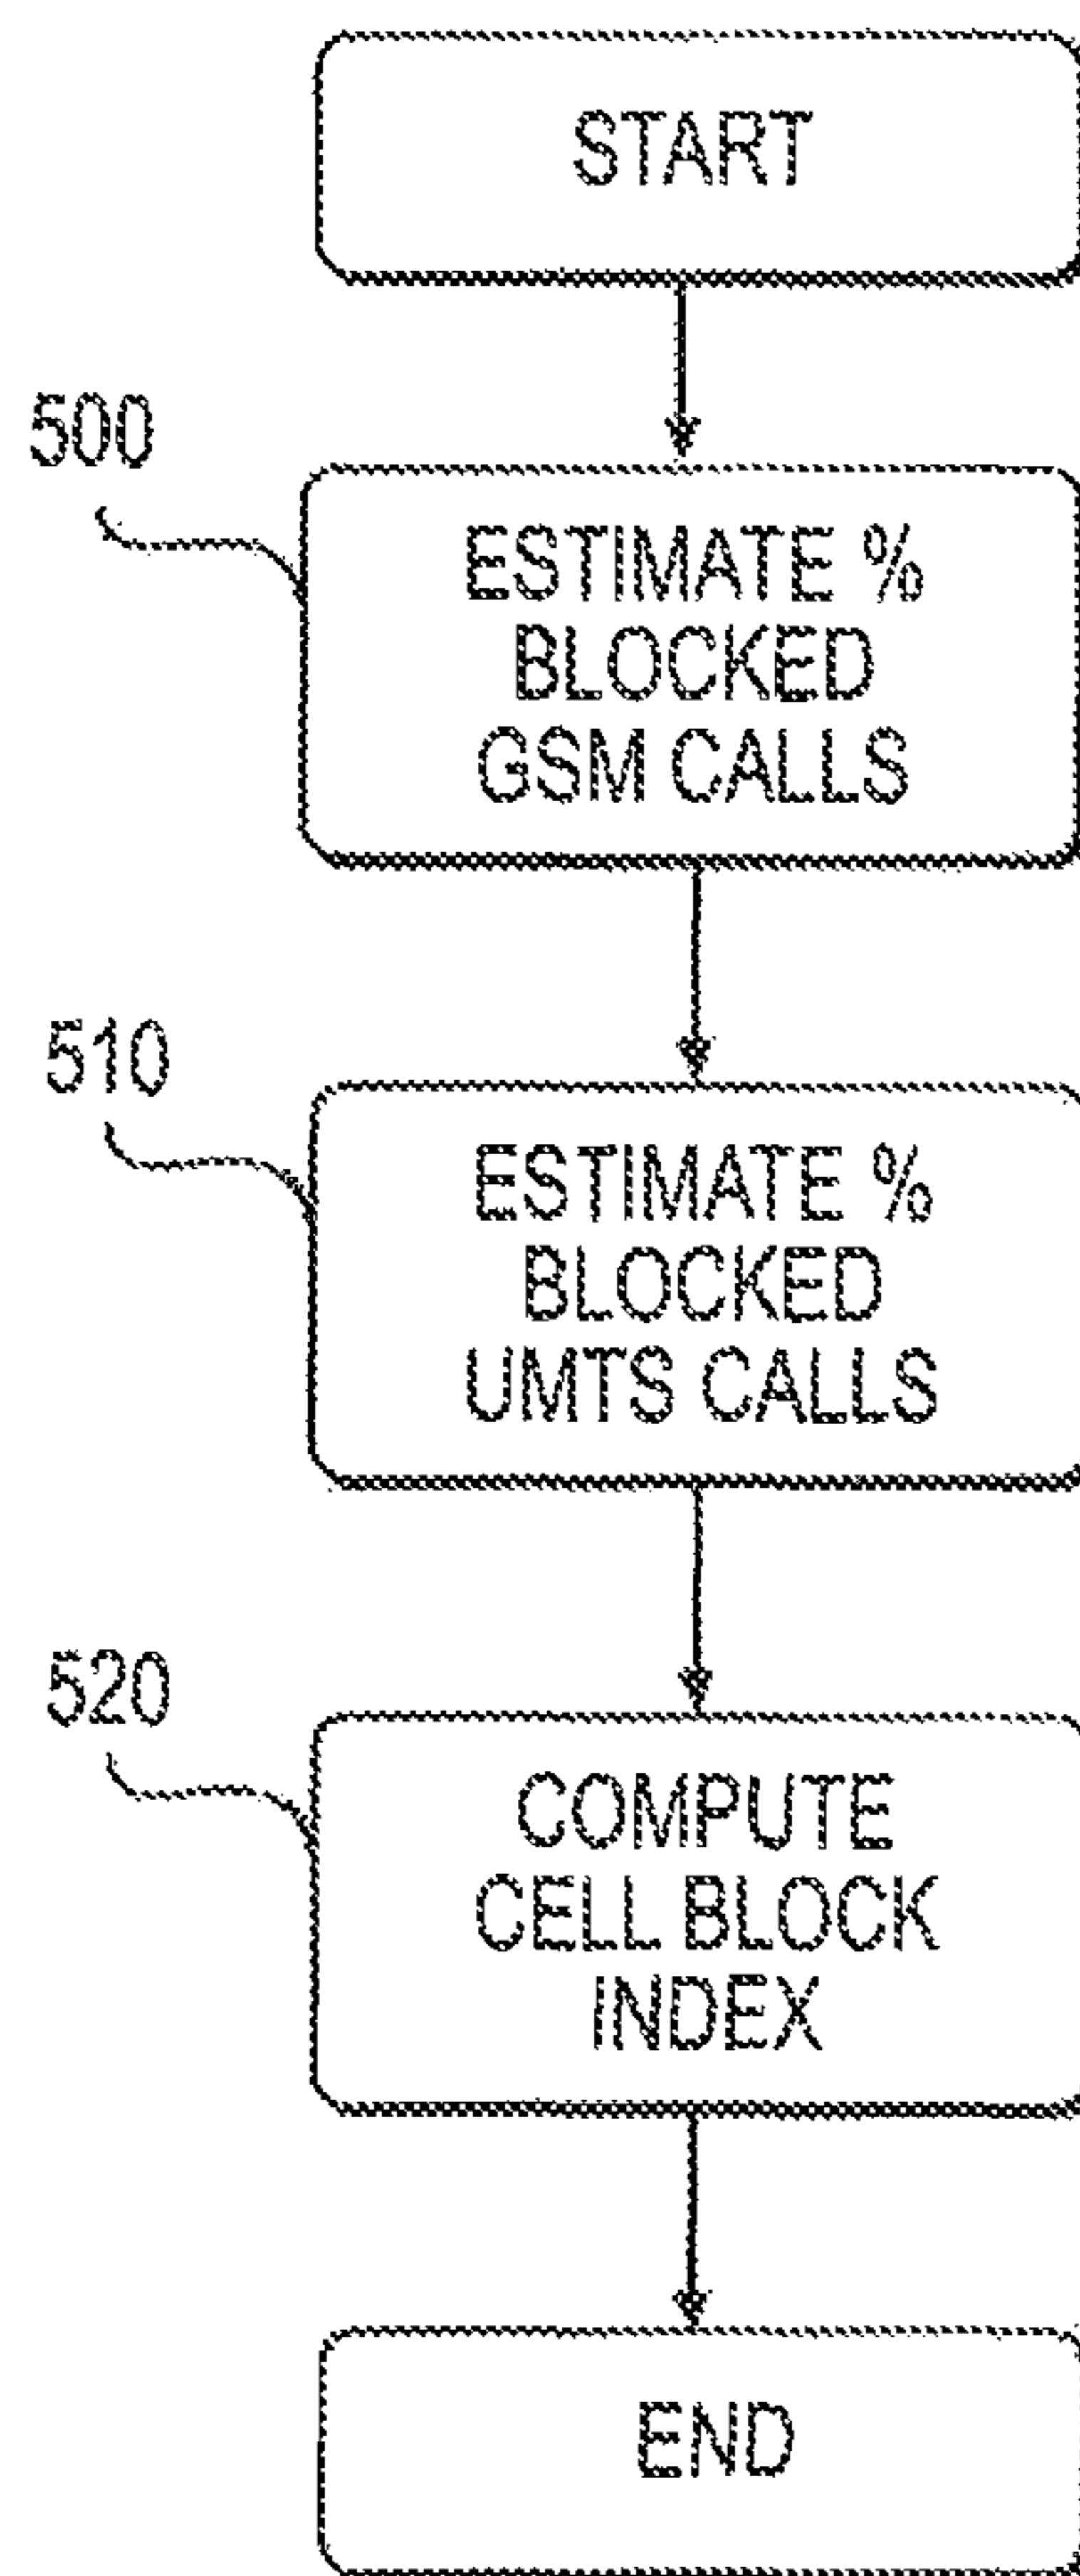 START
500
ESTIMATE %
BLOCKED
GSM CALLS
510
ESTIMATE %
BLOCKED
UMTS CALLS
520
COMPUTE
CELL BLOCK
INDEX
END